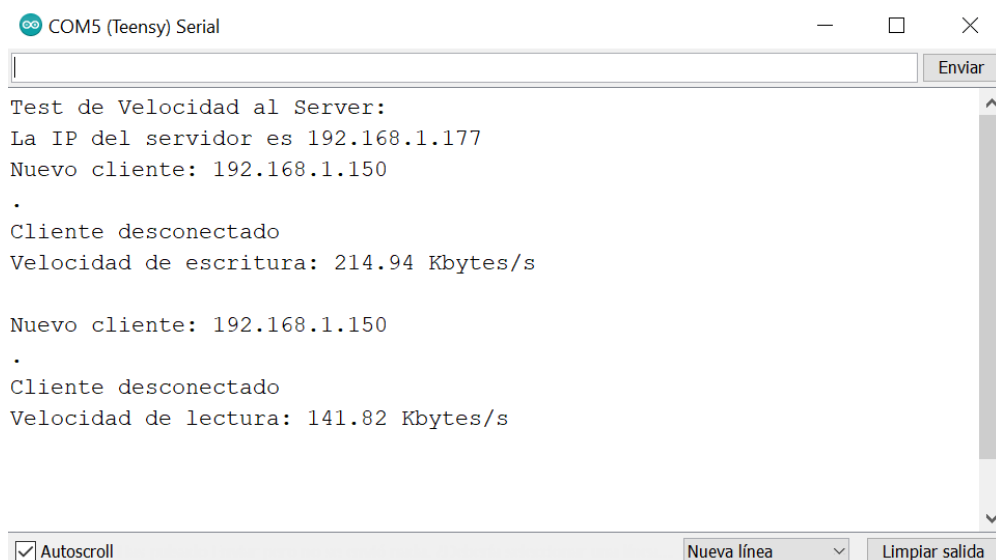 COM5 (Teensy) Serial
Enviar
Test de Velocidad al Server:
La IP del servidor es 192.168.1.177
Nuevo cliente: 192.168.1.150
.
Cliente desconectado
Velocidad de escritura: 214.94 Kbytes/s
Nuevo cliente: 192.168.1.150
.
Cliente desconectado
Velocidad de lectura: 141.82 Kbytes/s
Autoscroll
Nueva línea
Limpiar salida